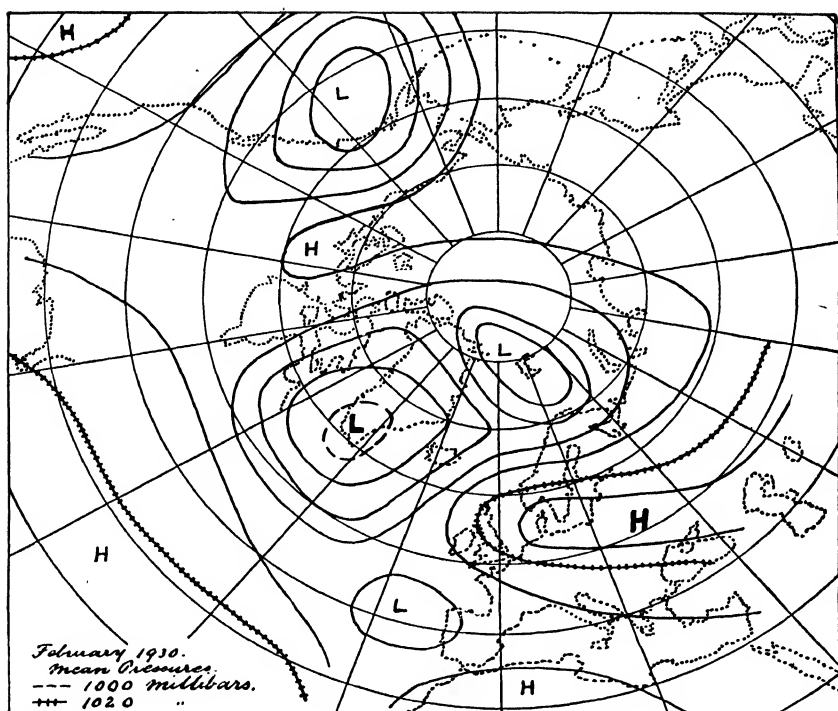 H
L
H
L
L
H
H
L
H
February 1930.
Mean Pressures.
--- 1000 Millibars.
+++ 1020 "